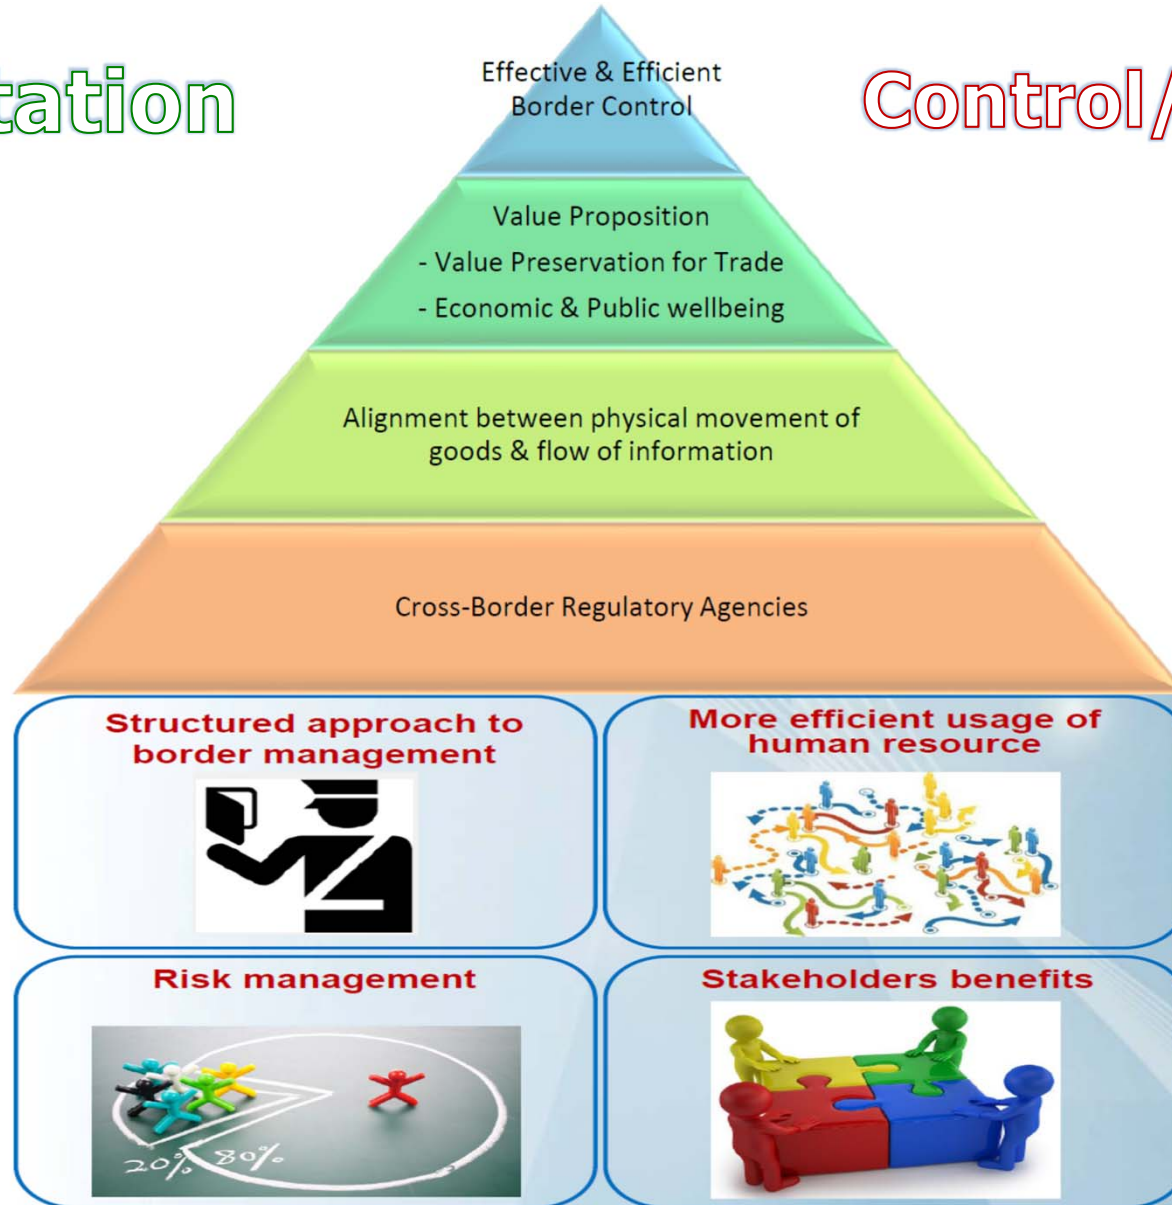 tation
Control/
Effective & Efficient
Border Control
Value Proposition
- Value Preservation for Trade
- Economic & Public wellbeing
Alignment between physical movement of
goods & flow of information
Cross-Border Regulatory Agencies
Structured approach to
border management
More efficient usage of
human resource
Risk management
20% 80%
Stakeholders benefits